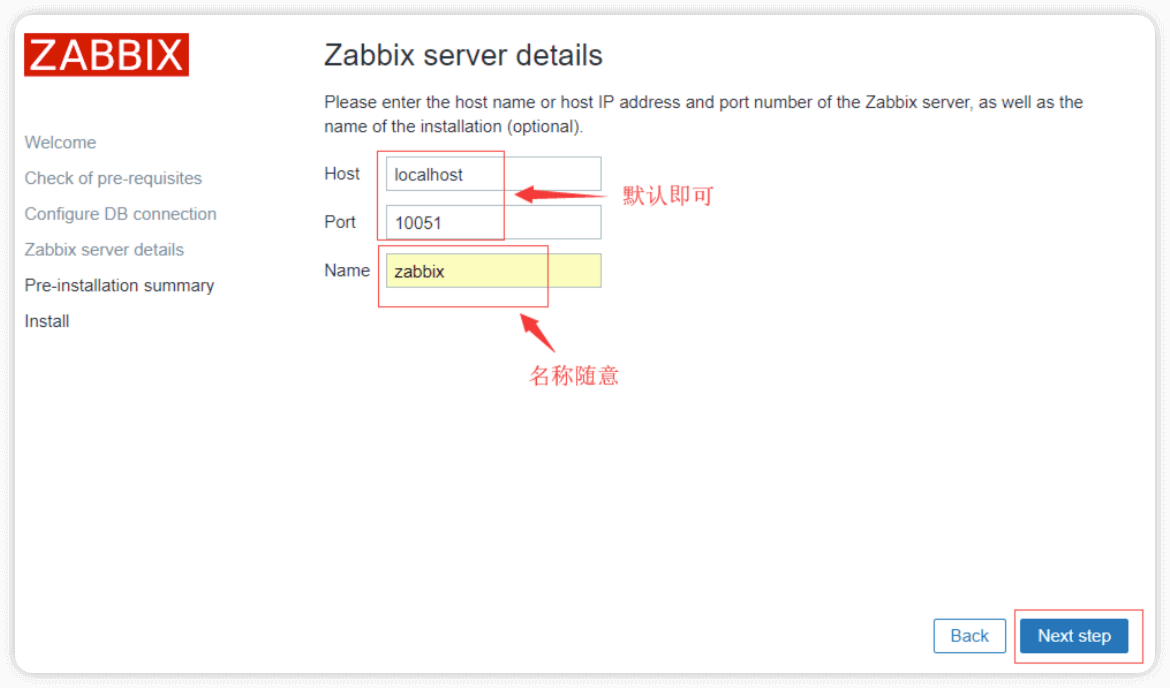 ZABBIX
Welcome
Check of pre-requisites
Configure DB connection
Zabbix server details
Pre-installation summary
Install
Zabbix server details
Please enter the host name or host IP address and port number of the Zabbix server, as well as the
name of the installation (optional).
Host localhost
默认即可
Port 10051
Name zabbix
名称随意
Back Next step